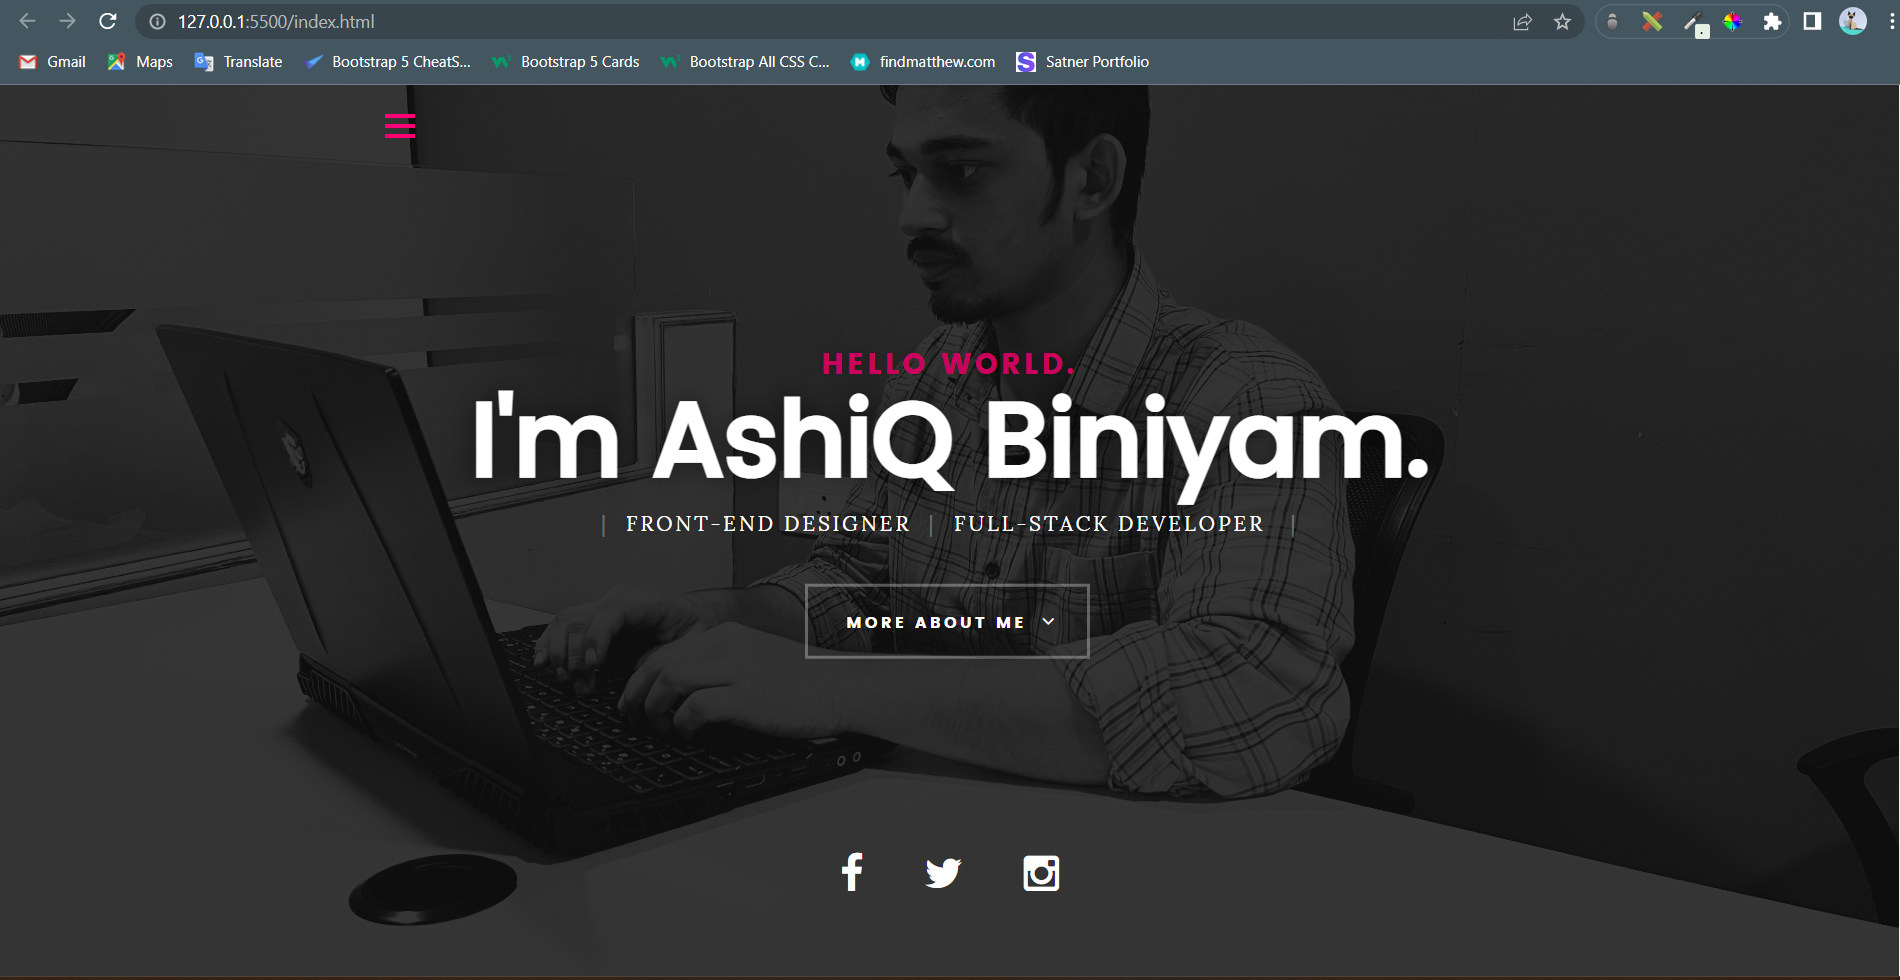 127.0.0.1:5500/index.html
Gmail Maps Translate Bootstrap 5 CheatS... Bootstrap 5 Cards Bootstrap All CSS C... findmatthew.com Satner Portfolio
HELLO WORLD.
I'm AshiQ Biniyam.
| FRONT-END DESIGNER | FULL-STACK DEVELOPER |
MORE ABOUT ME